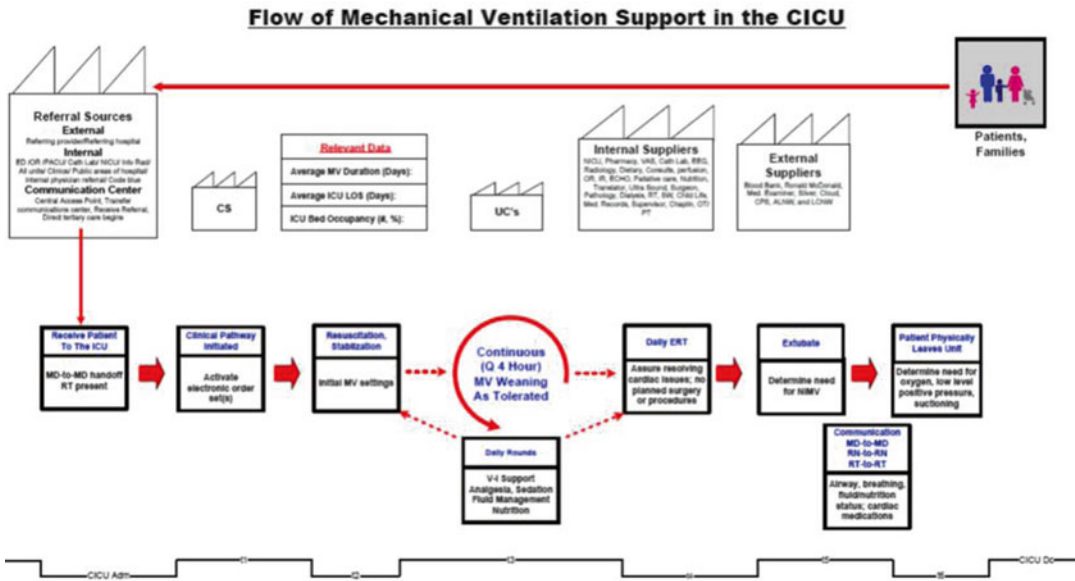 Flow of Mechanical Ventilation Support in the CICU
Referral Sources
External
Referring provider/Referring hospital
Internal
ED /OR /PACU/ Cath Lab/ NICU/ Intv Rad/
All units/ Clinics/ Public areas of hospital/
Internal physician referral/ Code blue
Communication Center
Central Access Point, Transfer
communications center, Receive Referral,
Direct tertiary care begins
CS
Relevant Data
Average MV Duration (Days):
Average ICU LOS (Days):
ICU Bed Occupancy (#, %):
UC's
Internal Suppliers
NICU, Pharmacy, VAS, Cath Lab, EEG,
Radiology, Dietary, Consults, perfusion,
OR, IR, ECHO, Palliative care, Nutrition,
Translator, Ultra Sound, Surgeon,
Pathology, Dialysis, RT, SW, Child Life,
Med. Records, Supervisor, Chaplin, OT/
PT
External
Suppliers
Blood Bank, Ronald McDonald,
Med. Examiner, Silver, Cloud,
CPS, ALNW, and LCNW
Patients,
Families
Receive Patient
To The ICU
MD-to-MD handoff
RT present
Clinical Pathway
Initiated
Activate
electronic order
set(s)
Resuscitation,
Stablization
Initial MV settings
Continuous
(Q 4 Hour)
MV Weaning
As Tolerated
Daily Rounds
V-I Support
Analgesia, Sedation
Fluid Management
Nutrition
Daily ERT
Assure resolving
cardiac issues; no
planned surgery
or procedures
Extubate
Determine need
for NIMV
Patient Physically
Leaves Unit
Determine need for
oxygen, low level
positive pressure,
suctioning
Communication
MD-to-MD
RN-to-RN
RT-to-RT
Airway, breathing,
fluid/nutrition
status; cardiac
medications
CICU Adm
t1
t2
t3
t5
t6
CICU Dc